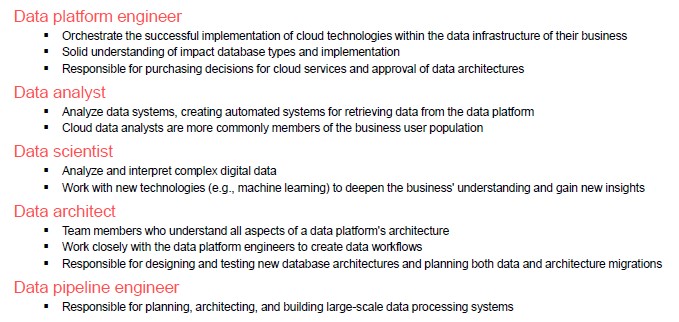 Data platform engineer
▪ Orchestrate the successful implementation of cloud technologies within the data infrastructure of their business
▪ Solid understanding of impact database types and implementation
▪ Responsible for purchasing decisions for cloud services and approval of data architectures
Data analyst
▪ Analyze data systems, creating automated systems for retrieving data from the data platform
▪ Cloud data analysts are more commonly members of the business user population
Data scientist
▪ Analyze and interpret complex digital data
▪ Work with new technologies (e.g., machine learning) to deepen the business' understanding and gain new insights
Data architect
▪ Team members who understand all aspects of a data platform's architecture
▪ Work closely with the data platform engineers to create data workflows
▪ Responsible for designing and testing new database architectures and planning both data and architecture migrations
Data pipeline engineer
▪ Responsible for planning, architecting, and building large-scale data processing systems